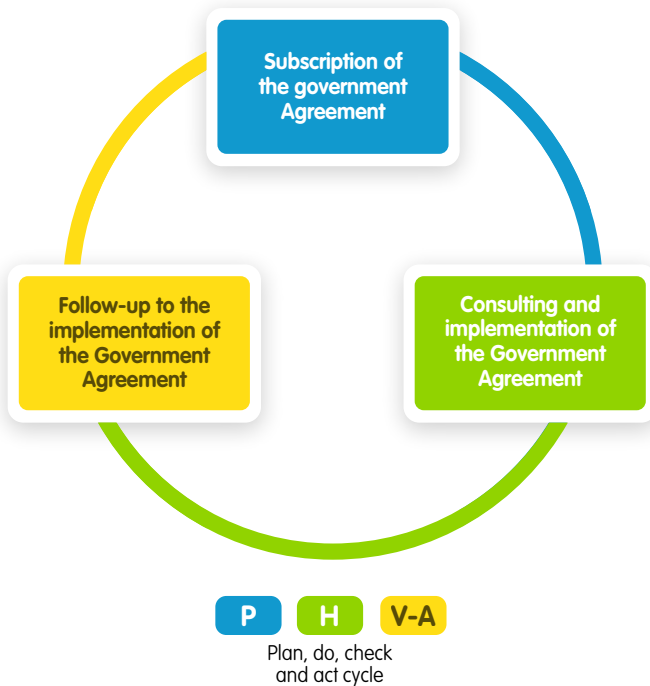 Subscription of
the government
Agreement
Follow-up to the
implementation of
the Government
Agreement
Consulting and
implementation of
the Government
Agreement
P H V-A
Plan, do, check
and act cycle